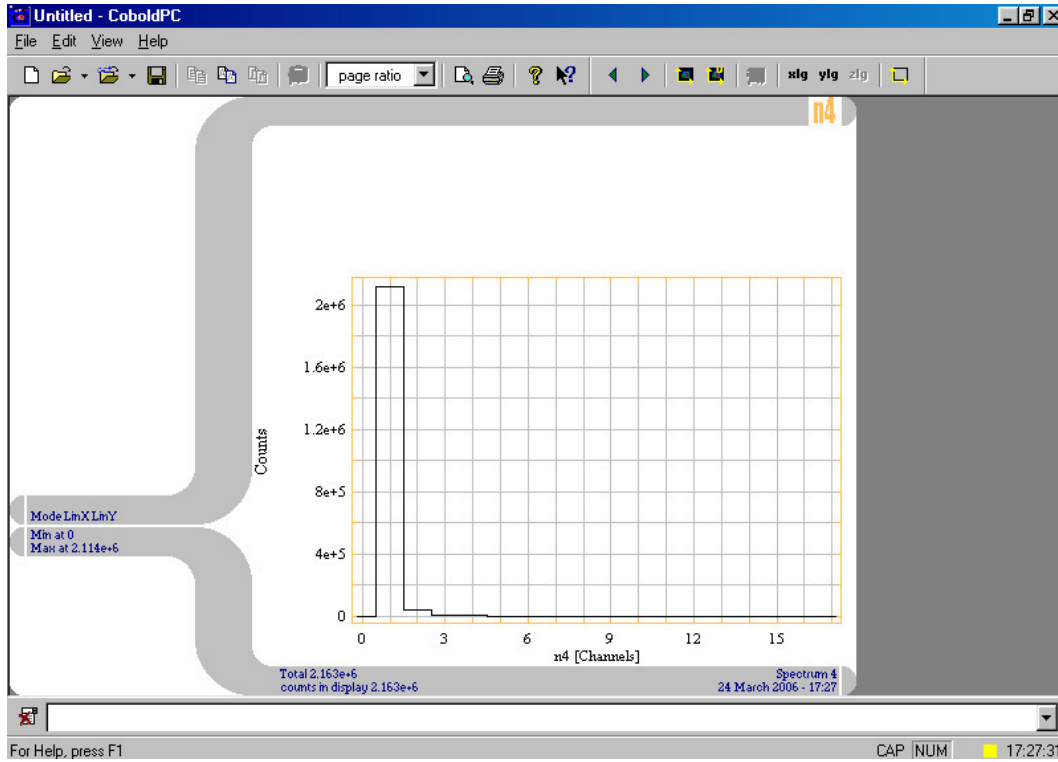 Untitled - CoboldPC
File Edit View Help
page ratio xlg ylg zlg
n4
2e+6
1.6e+6
1.2e+6
8e+5
4e+5
0
Counts
0 3 6 9 12 15
n4 [Channels]
Mode LinX LinY
Min at 0
Max at 2.114e+6
Total 2.163e+6
counts in display 2.163e+6
Spectrum 4
24 March 2006 - 17:27
For Help, press F1 CAP NUM 17:27:31